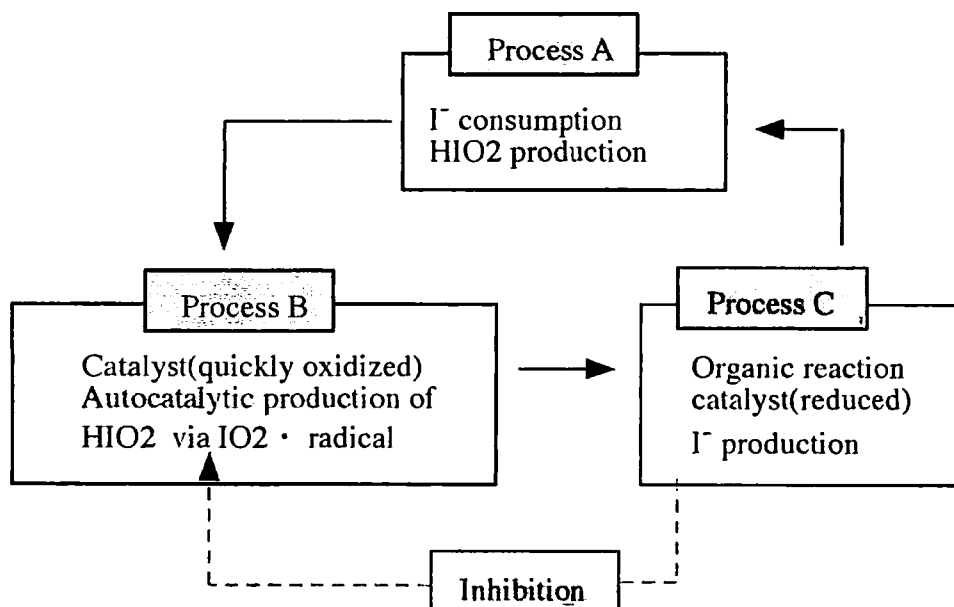 Process A
I⁻ consumption
HIO2 production
Process B
Catalyst(quickly oxidized)
Autocatalytic production of
HIO2 via IO2 · radical
Process C
Organic reaction
catalyst(reduced)
I⁻ production
Inhibition